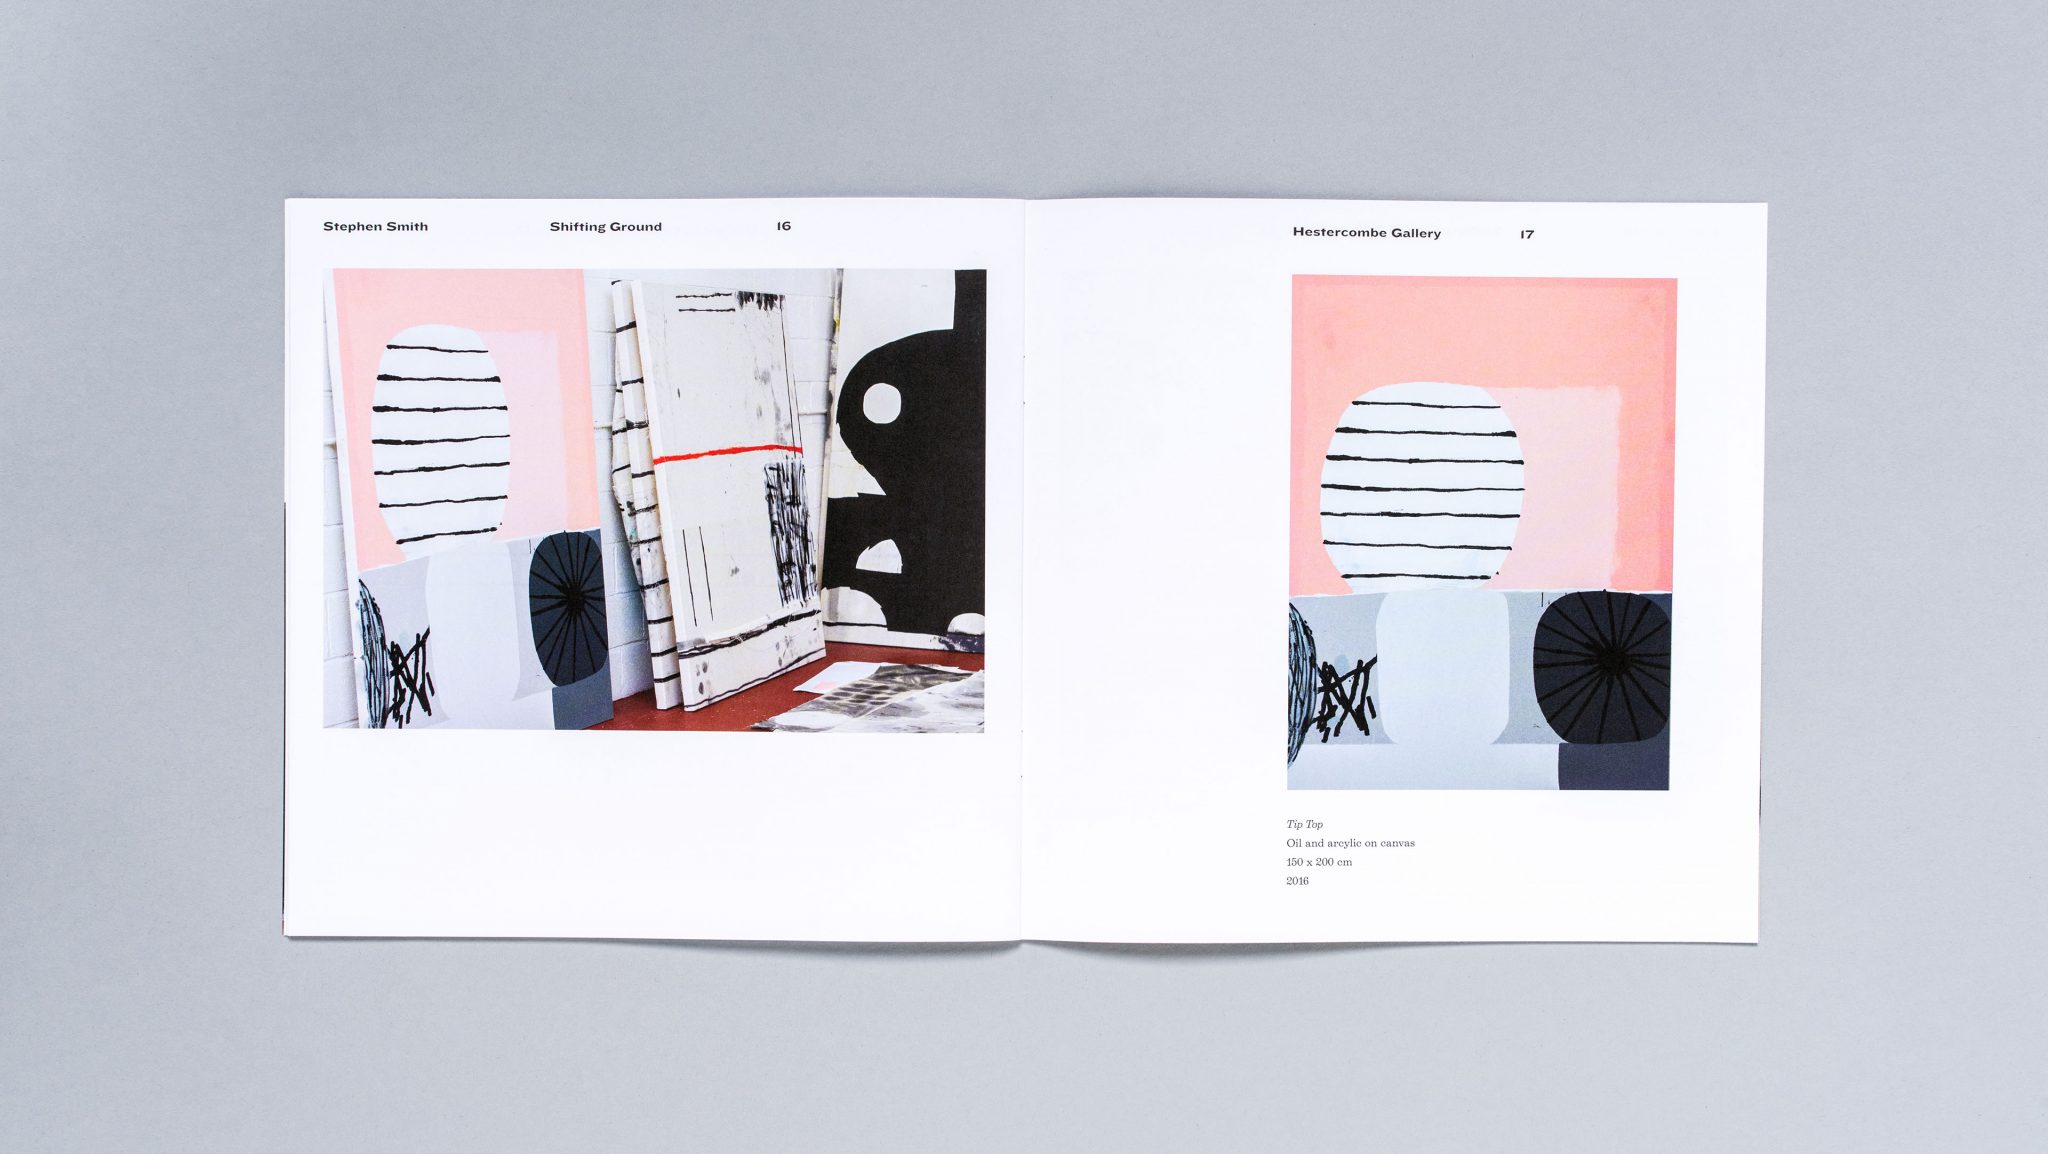 Stephen Smith Shifting Ground 16
Hestercombe Gallery 17
Tip Top
Oil and arcylic on canvas
150 x 200 cm
2016